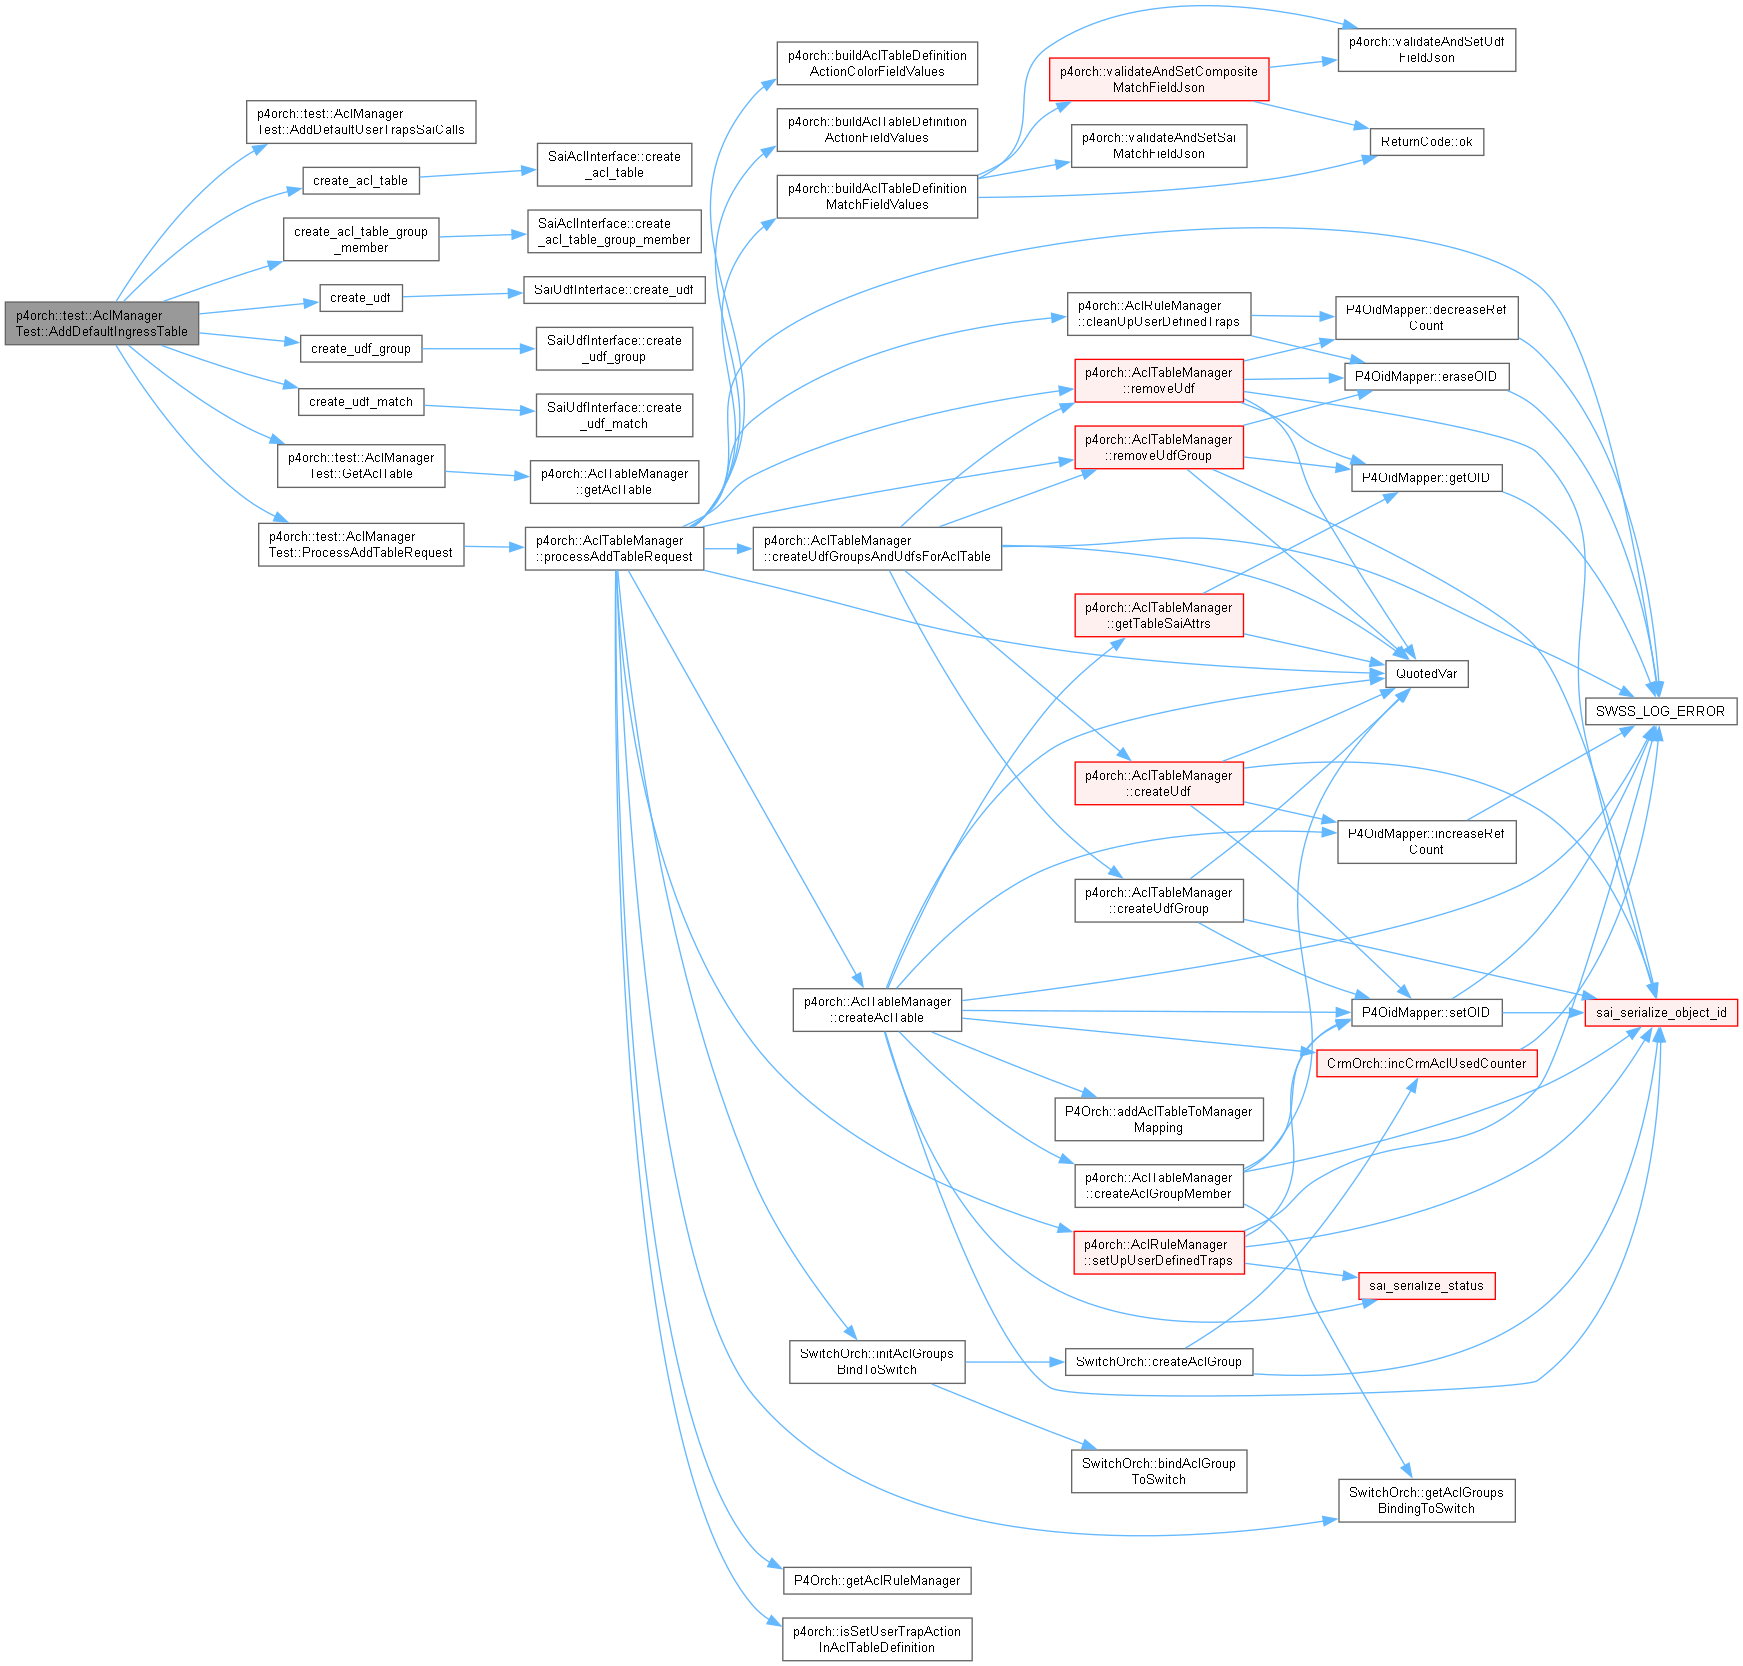 p4orch::test::AclManager
Test::AddDefaultIngressTable
p4orch::test::AclManager
Test::AddDefaultUserTrapsSaiCalls
create_acl_table
create_acl_table_group
_member
create_udf
create_udf_group
create_udf_match
p4orch::test::AclManager
Test::GetAclTable
p4orch::test::AclManager
Test::ProcessAddTableRequest
SaiAclInterface::create
_acl_table
SaiAclInterface::create
_acl_table_group_member
SaiUdfInterface::create_udf
SaiUdfInterface::create
_udf_group
SaiUdfInterface::create
_udf_match
p4orch::AclTableManager
::getAclTable
p4orch::AclTableManager
::processAddTableRequest
p4orch::buildAclTableDefinition
ActionColorFieldValues
p4orch::buildAclTableDefinition
ActionFieldValues
p4orch::buildAclTableDefinition
MatchFieldValues
p4orch::AclTableManager
::createUdfGroupsAndUdfsForAclTable
p4orch::AclTableManager
::createAclTable
SwitchOrch::initAclGroups
BindToSwitch
P4Orch::getAclRuleManager
p4orch::isSetUserTrapAction
InAclTableDefinition
p4orch::validateAndSetComposite
MatchFieldJson
p4orch::validateAndSetSai
MatchFieldJson
p4orch::AclRuleManager
::cleanUpUserDefinedTraps
p4orch::AclTableManager
::removeUdf
p4orch::AclTableManager
::removeUdfGroup
p4orch::AclTableManager
::getTableSaiAttrs
p4orch::AclTableManager
::createUdf
p4orch::AclTableManager
::createUdfGroup
P4Orch::addAclTableToManager
Mapping
p4orch::AclTableManager
::createAclGroupMember
p4orch::AclRuleManager
::setUpUserDefinedTraps
SwitchOrch::createAclGroup
SwitchOrch::bindAclGroup
ToSwitch
p4orch::validateAndSetUdf
FieldJson
ReturnCode::ok
P4OidMapper::decreaseRef
Count
P4OidMapper::eraseOID
P4OidMapper::getOID
QuotedVar
P4OidMapper::increaseRef
Count
P4OidMapper::setOID
CrmOrch::incCrmAclUsedCounter
sai_serialize_status
SwitchOrch::getAclGroups
BindingToSwitch
SWSS_LOG_ERROR
sai_serialize_object_id